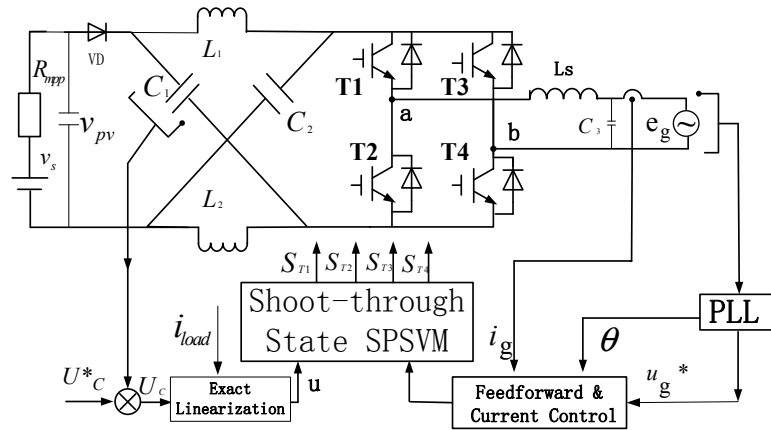 L1
VD
Rmpp
C1
C2
T1
T3
Ls
vpv
a
b
C3
eg
vs
T2
T4
L2
ST1 ST2 ST3 ST4
Shoot-through
State SPSVM
iload
ig
θ
PLL
U*C
UC
Exact
Linearization
u
Feedforward &
Current Control
ug*